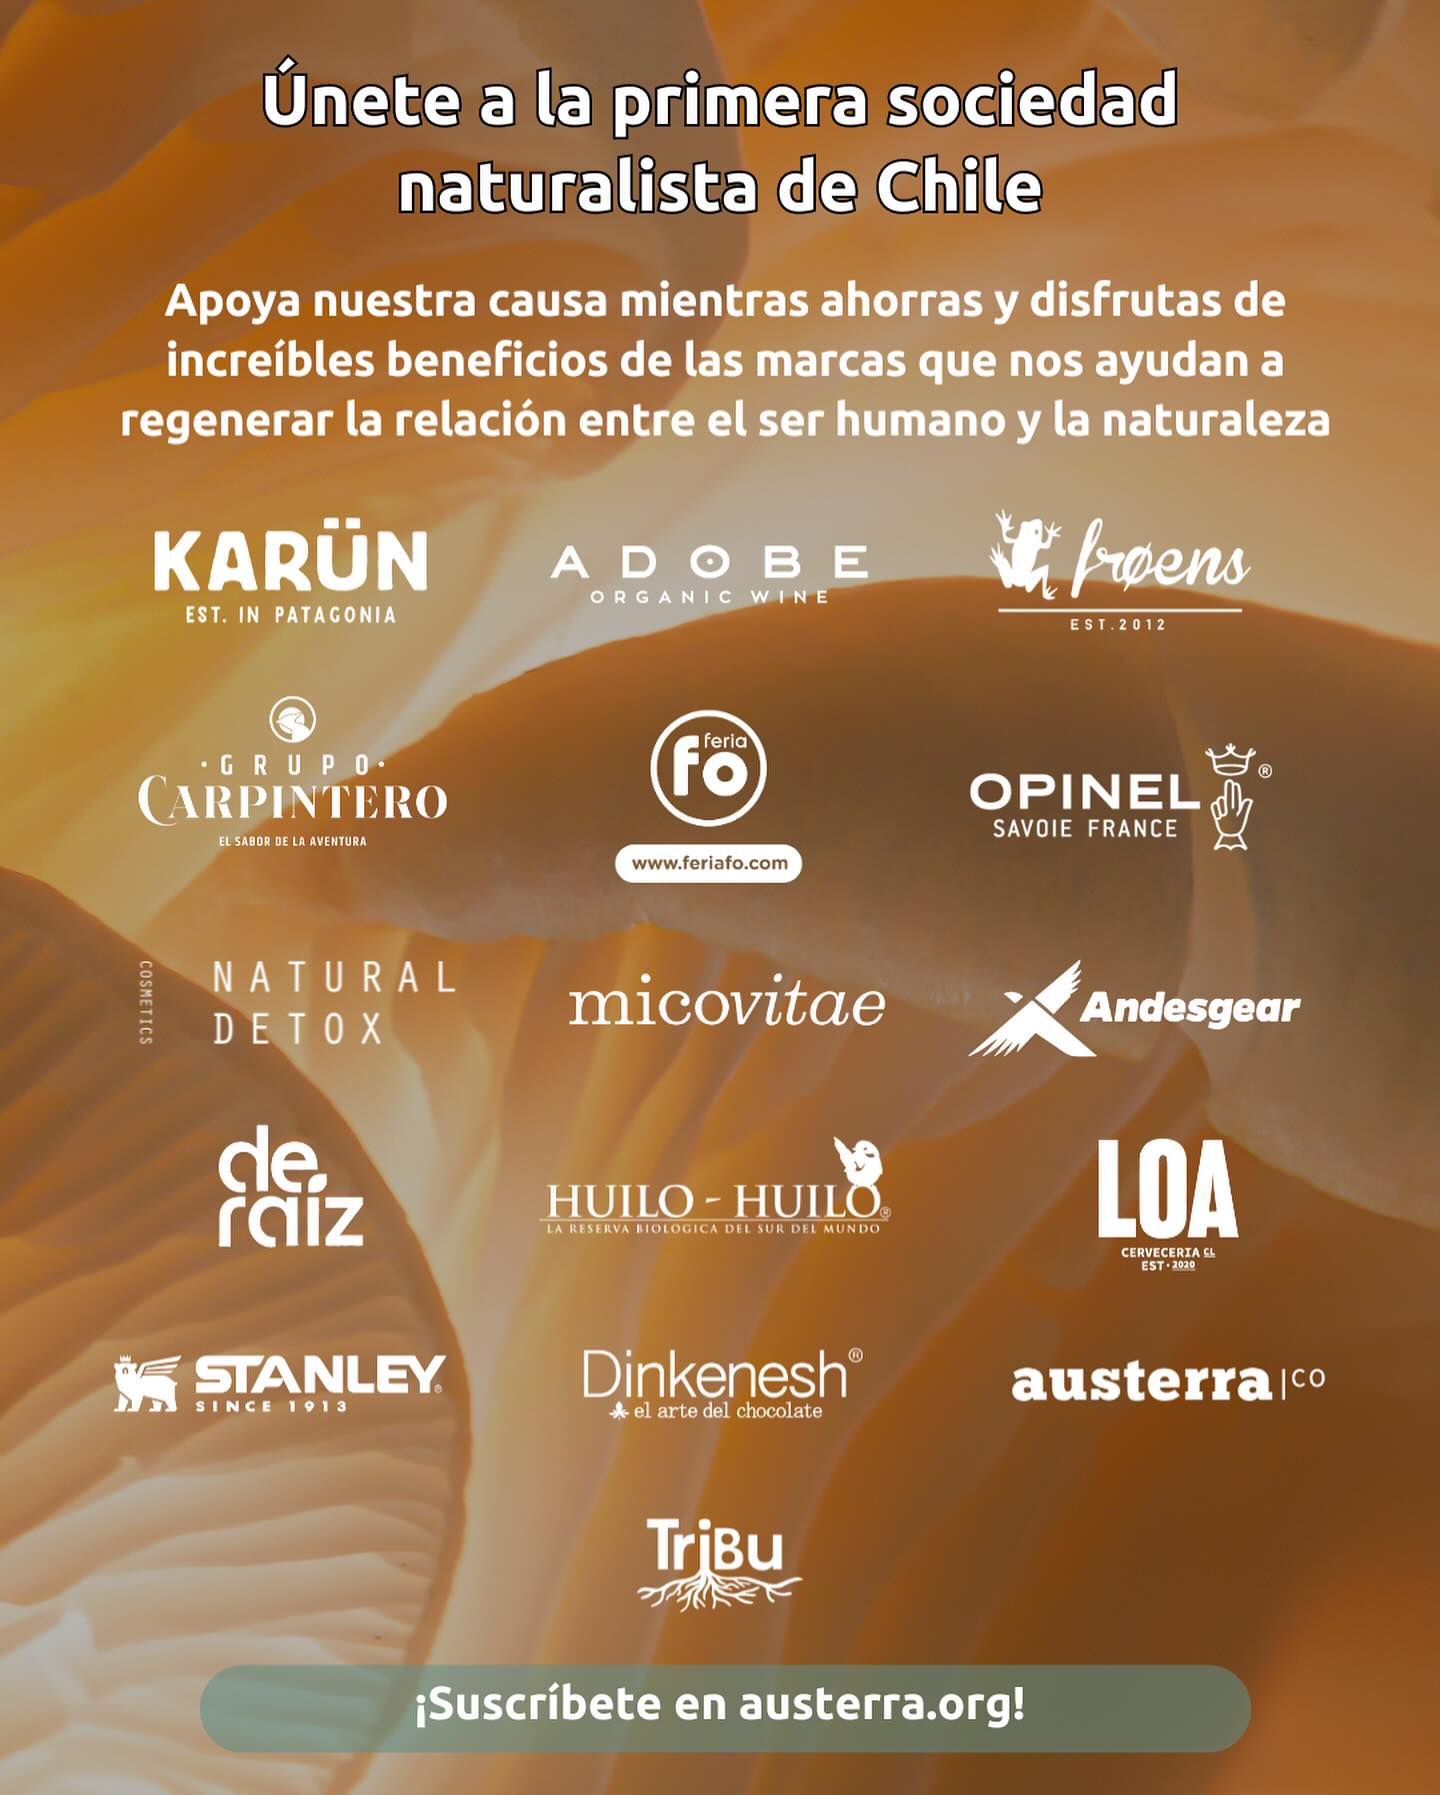 Únete a la primera sociedad
naturalista de Chile
Apoya nuestra causa mientras ahorras y disfrutas de
increíbles beneficios de las marcas que nos ayudan a
regenerar la relación entre el ser humano y la naturaleza
KARÜN
EST. IN PATAGONIA
ADOBE
ORGANIC WINE
frøens
EST.2012
·GRUPO·
CARPINTERO
EL SABOR DE LA AVENTURA
feria
fo
www.feriafo.com
OPINEL
SAVOIE FRANCE
®
COSMETICS
NATURAL
DETOX
micovitae
Andesgear
de
raíz
HUILO - HUILO®
LA RESERVA BIOLOGICA DEL SUR DEL MUNDO
LOA
CERVECERIA CL
EST·2020
STANLEY®
SINCE 1913
Dinkenesh®
el arte del chocolate
austerra|CO
TriBu
¡Suscríbete en austerra.org!